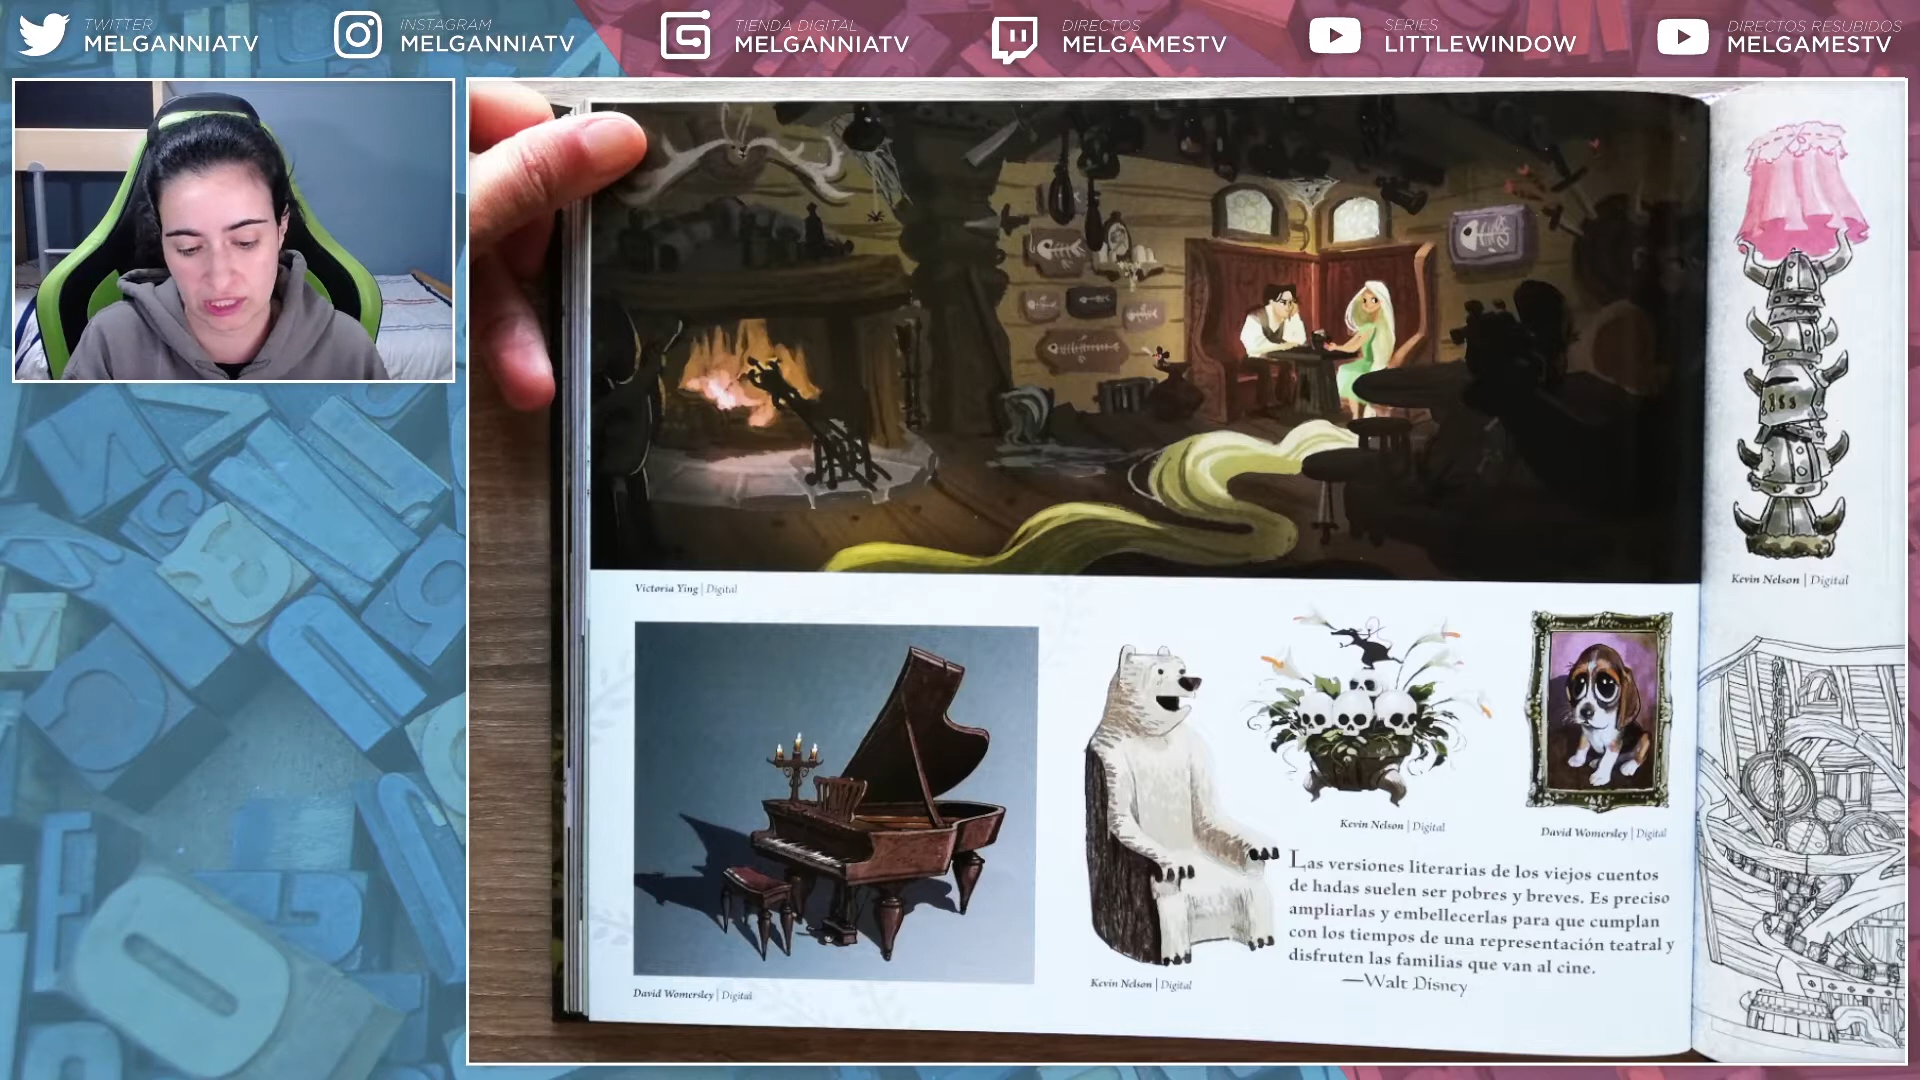 TWITTER
MELGANNIATV
INSTAGRAM
MELGANNIATV
TIENDA DIGITAL
MELGANNIATV
DIRECTOS
MELGAMESTV
SERIES
LITTLEWINDOW
DIRECTOS RESUBIDOS
MELGAMESTV
Victoria Ying | Digital
Kevin Nelson | Digital
David Womersley | Digital
Kevin Nelson | Digital
Kevin Nelson | Digital
David Womersley | Digital
Las versiones literarias de los viejos cuentos
de hadas suelen ser pobres y breves. Es preciso
ampliarlas y embellecerlas para que cumplan
con los tiempos de una representación teatral y
disfruten las familias que van al cine.
—Walt Disney